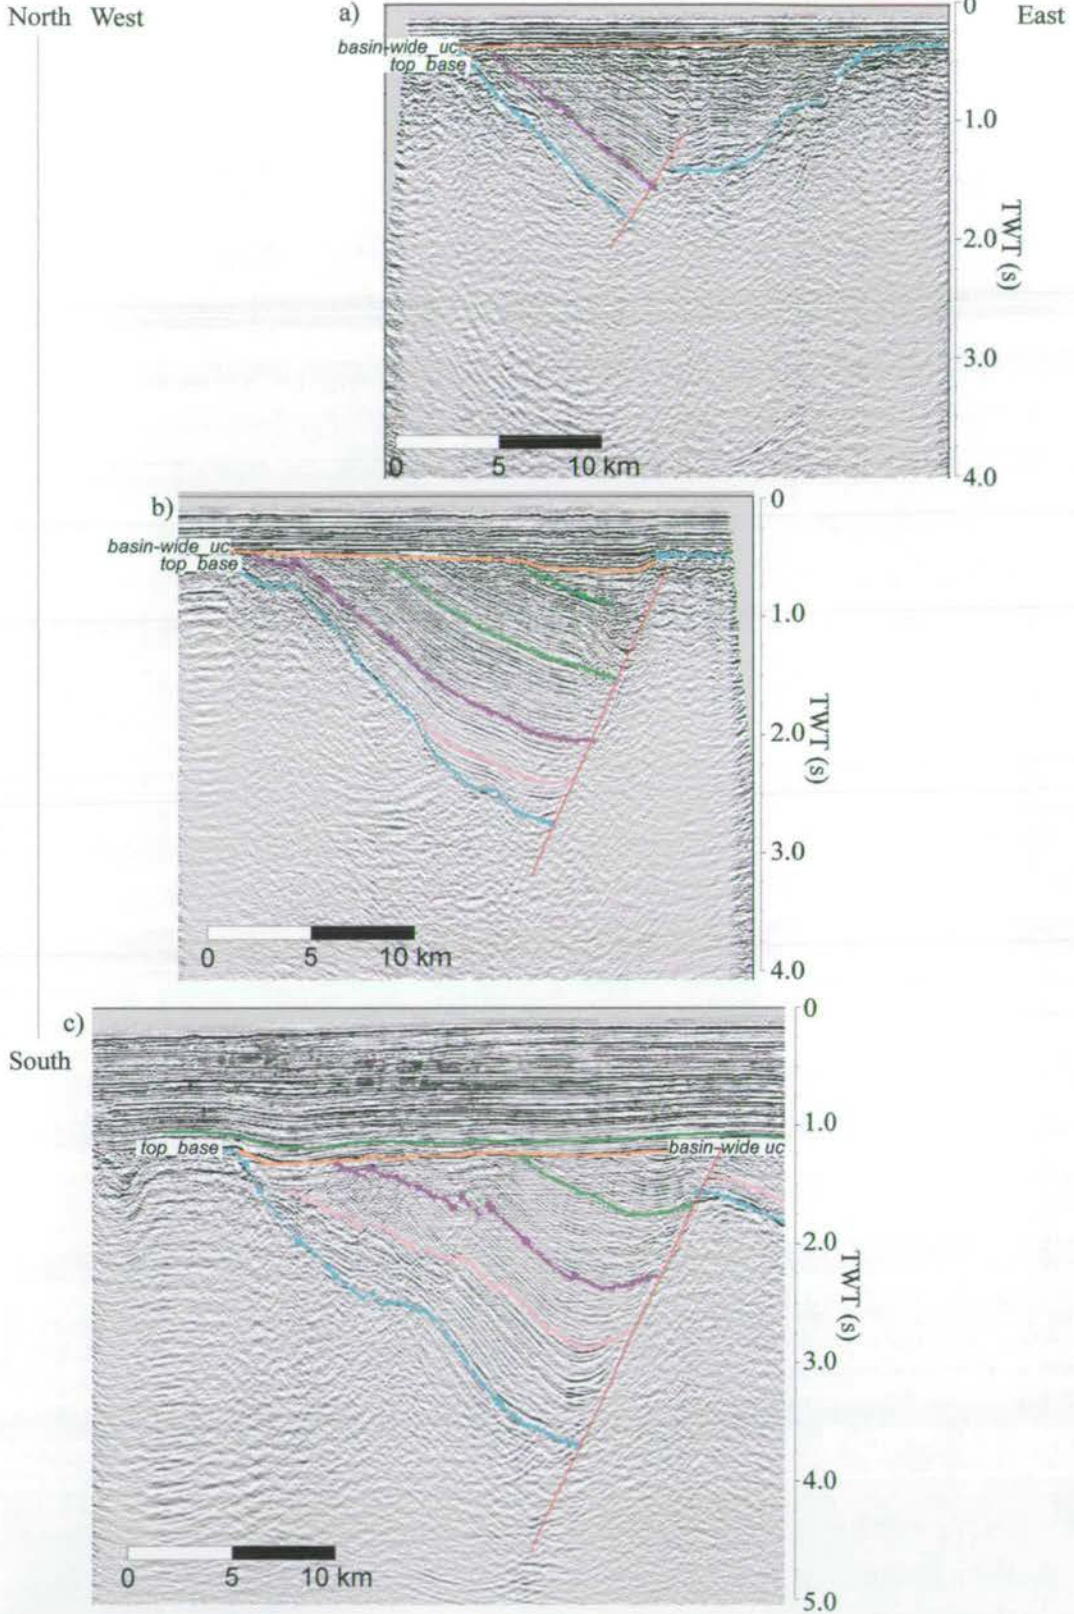 North West
a)
East
basin-wide_uc
top_base
0
1.0
2.0
3.0
4.0
TWT (s)
0 5 10 km
b)
basin-wide_uc
top_base
0
1.0
2.0
3.0
4.0
TWT (s)
0 5 10 km
c)
South
top_base
basin-wide uc
0
1.0
2.0
3.0
4.0
5.0
TWT (s)
0 5 10 km